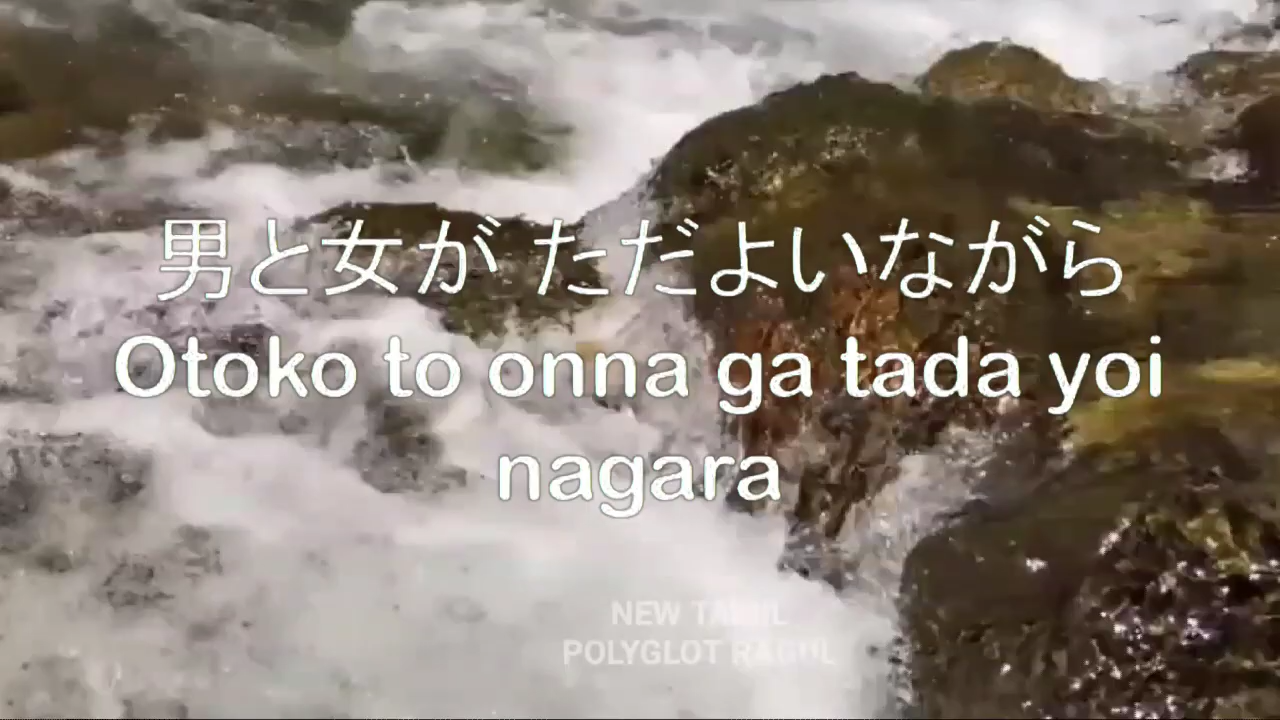 男と女が ただよいながら
Otoko to onna ga tada yoi
nagara
NEW TAMIL
POLYGLOT RAGUL